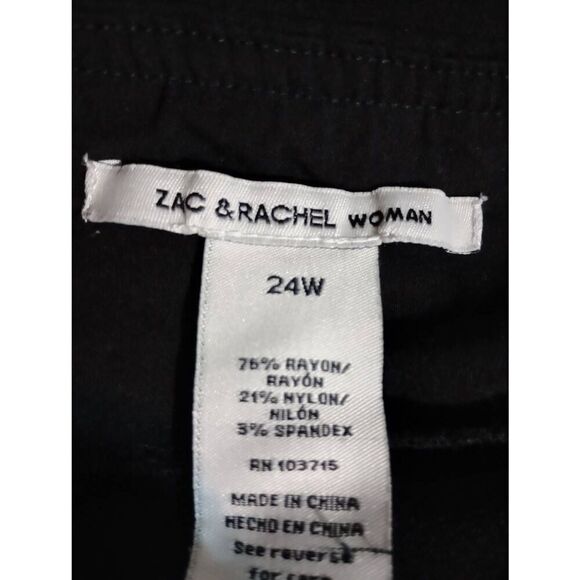 ZAC & RACHEL WOMAN
24W
76% RAYON/
RAYÓN
21% NYLON/
NILÓN
3% SPANDEX
RN 103715
MADE IN CHINA
HECHO EN CHINA
See reverse
for care